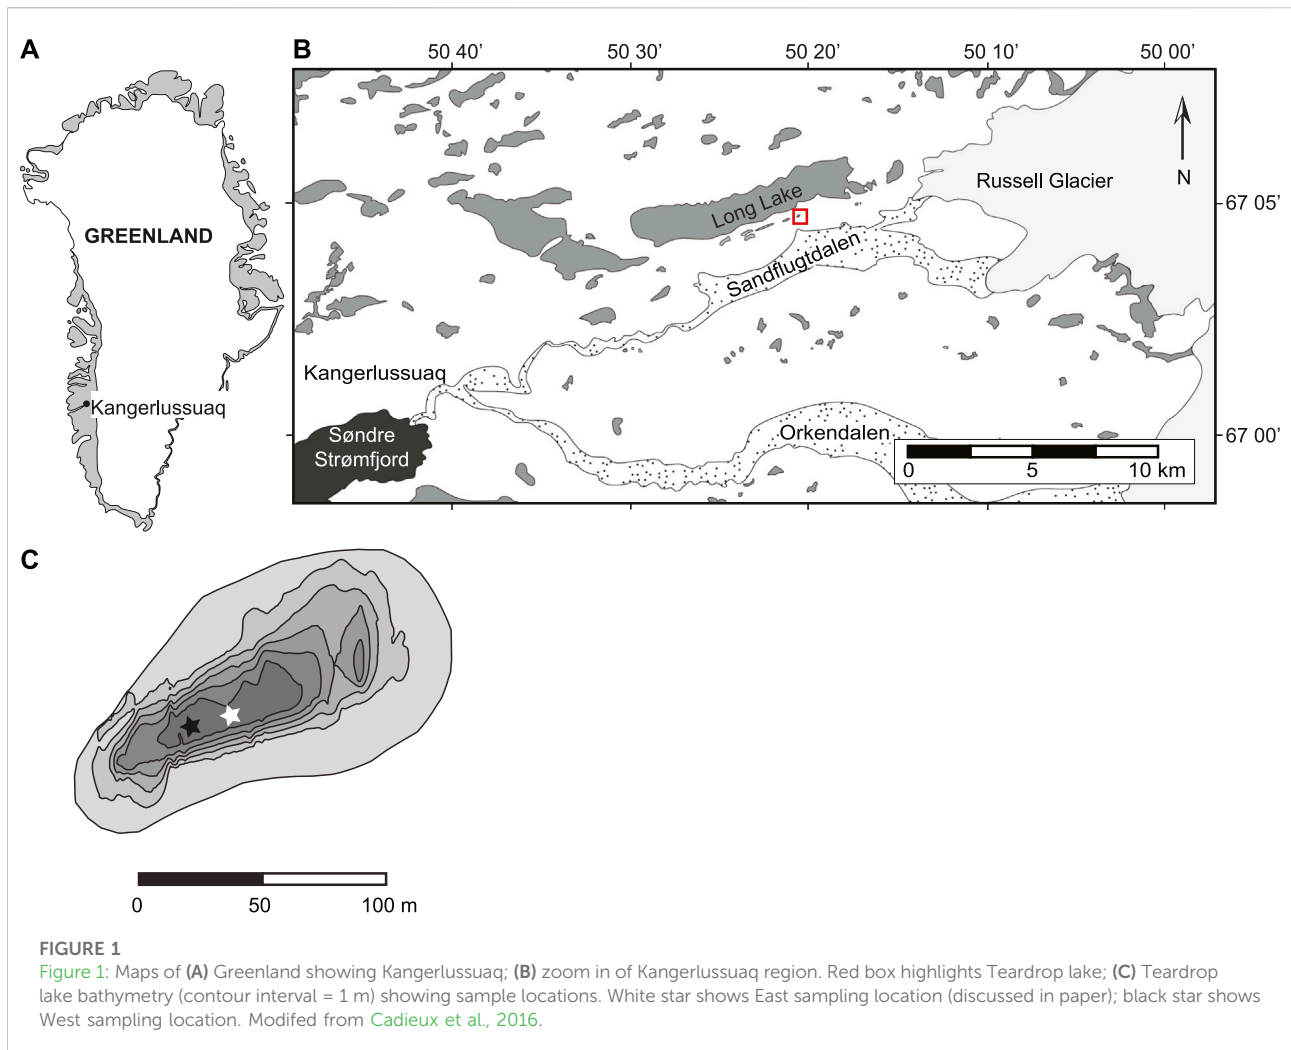 A
GREENLAND
Kangerlussuaq
B
50 40’ 50 30’ 50 20’ 50 10’ 50 00’
N
Russell Glacier
67 05’
Long Lake
Sandflugtdalen
Kangerlussuaq
Søndre
Strømfjord
Orkendalen
67 00’
0 5 10 km
C
0 50 100 m
FIGURE 1
Figure 1: Maps of (A) Greenland showing Kangerlussuaq; (B) zoom in of Kangerlussuaq region. Red box highlights Teardrop lake; (C) Teardrop
lake bathymetry (contour interval = 1 m) showing sample locations. White star shows East sampling location (discussed in paper); black star shows
West sampling location. Modifed from Cadieux et al., 2016.